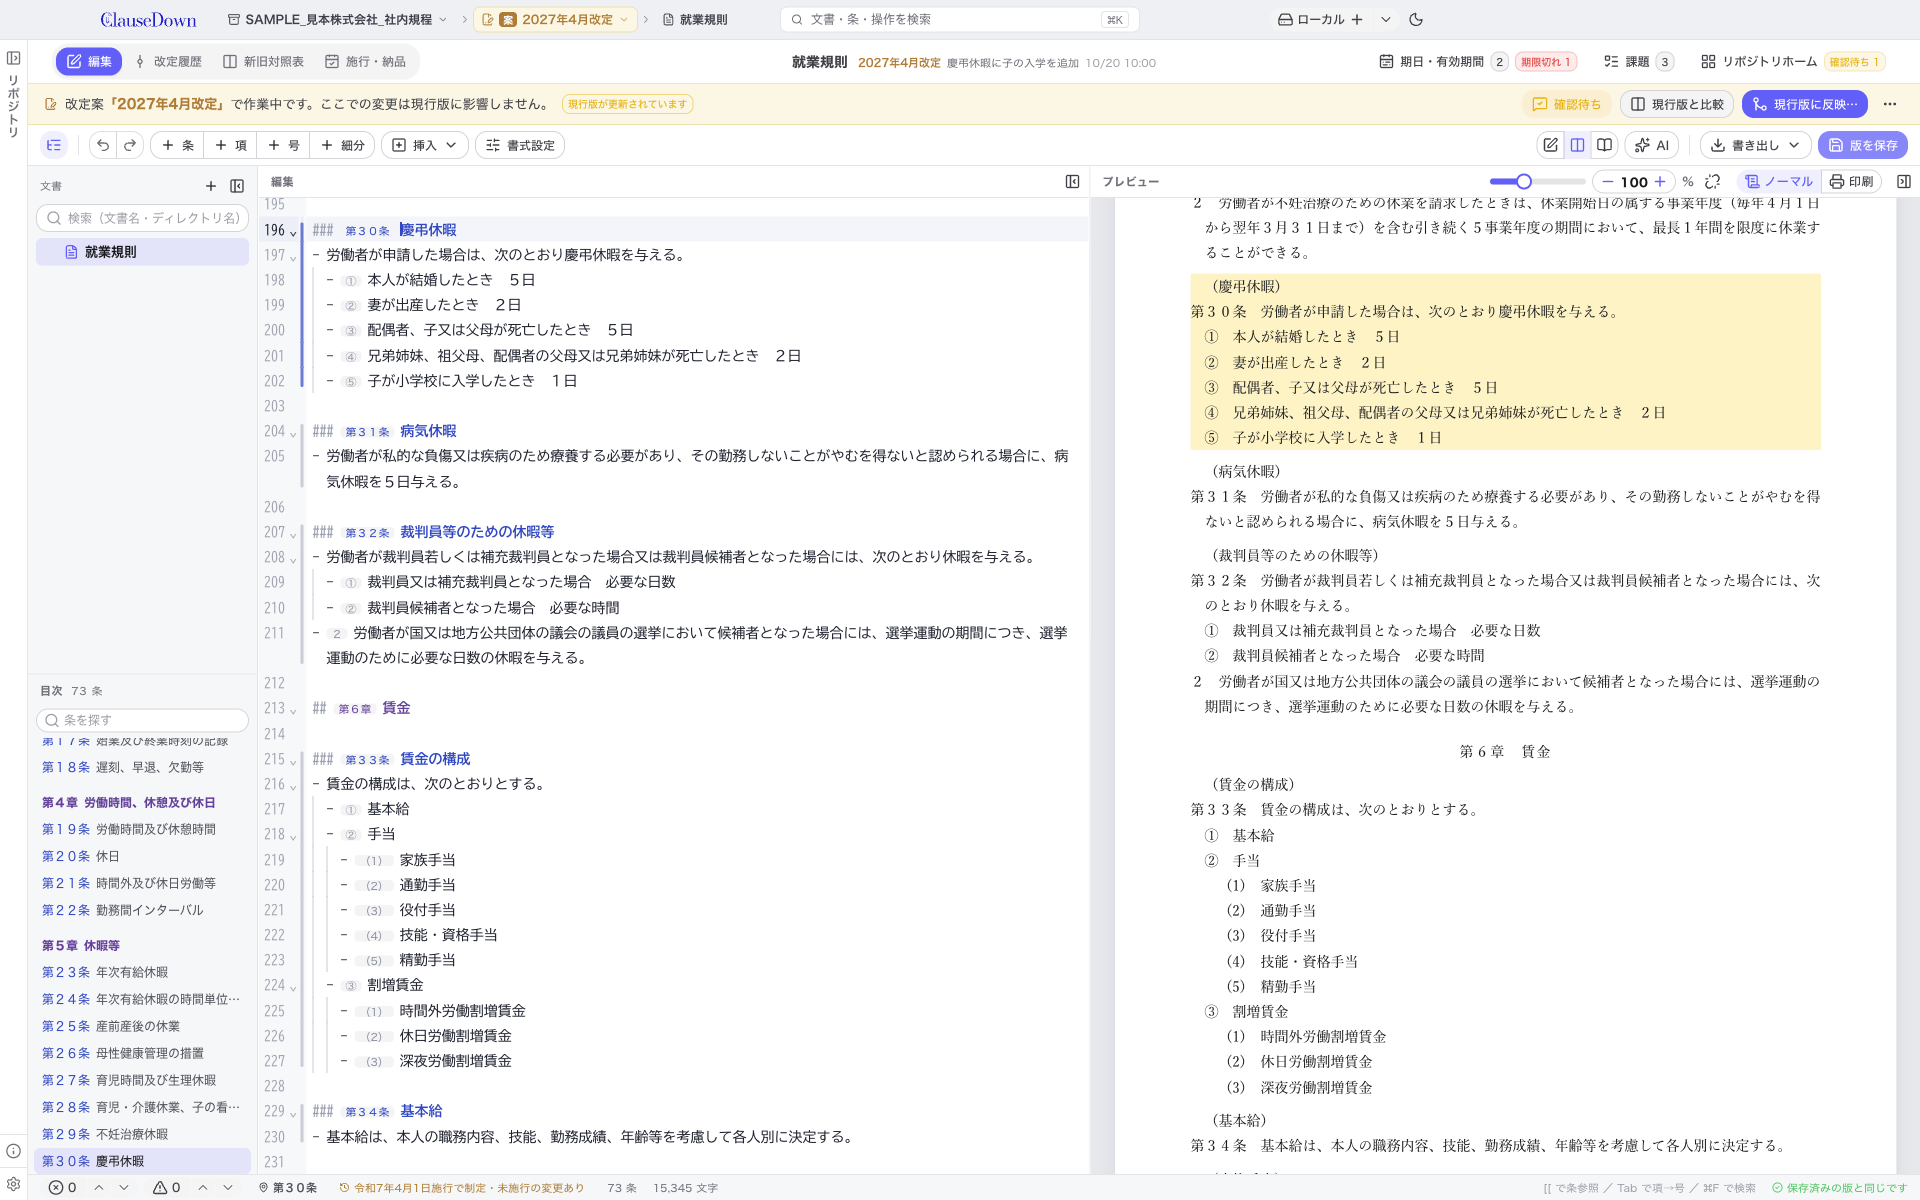 ClauseDown
SAMPLE_見本株式会社_社内規程
案 2027年4月改定
就業規則
文書・条・操作を検索 ⌘K
ローカル
リポジトリ
編集
改定履歴
新旧対照表
施行・納品
就業規則 2027年4月改定 慶弔休暇に子の入学を追加 10/20 10:00
期日・有効期間 2 期限切れ 1
課題 3
リポジトリホーム 確認待ち 1
改定案「2027年4月改定」で作業中です。ここでの変更は現行版に影響しません。 現行版が更新されています
確認待ち
現行版と比較
現行版に反映…
＋ 条 ＋ 項 ＋ 号 ＋ 細分
挿入
書式設定
AI
書き出し
版を保存
文書
検索（文書名・ディレクトリ名）
就業規則
目次 73 条
条を探す
第１７条 始業及び終業時刻の記録
第１８条 遅刻、早退、欠勤等
第４章 労働時間、休憩及び休日
第１９条 労働時間及び休憩時間
第２０条 休日
第２１条 時間外及び休日労働等
第２２条 勤務間インターバル
第５章 休暇等
第２３条 年次有給休暇
第２４条 年次有給休暇の時間単位…
第２５条 産前産後の休業
第２６条 母性健康管理の措置
第２７条 育児時間及び生理休暇
第２８条 育児・介護休業、子の看…
第２９条 不妊治療休暇
第３０条 慶弔休暇
編集
195
196 ### 第３０条 慶弔休暇
197 - 労働者が申請した場合は、次のとおり慶弔休暇を与える。
198 - ① 本人が結婚したとき　５日
199 - ② 妻が出産したとき　２日
200 - ③ 配偶者、子又は父母が死亡したとき　５日
201 - ④ 兄弟姉妹、祖父母、配偶者の父母又は兄弟姉妹が死亡したとき　２日
202 - ⑤ 子が小学校に入学したとき　１日
203
204 ### 第３１条 病気休暇
205 - 労働者が私的な負傷又は疾病のため療養する必要があり、その勤務しないことがやむを得ないと認められる場合に、病
気休暇を５日与える。
206
207 ### 第３２条 裁判員等のための休暇等
208 - 労働者が裁判員若しくは補充裁判員となった場合又は裁判員候補者となった場合には、次のとおり休暇を与える。
209 - ① 裁判員又は補充裁判員となった場合　必要な日数
210 - ② 裁判員候補者となった場合　必要な時間
211 - 2 労働者が国又は地方公共団体の議会の議員の選挙において候補者となった場合には、選挙運動の期間につき、選挙
運動のために必要な日数の休暇を与える。
212
213 ## 第６章 賃金
214
215 ### 第３３条 賃金の構成
216 - 賃金の構成は、次のとおりとする。
217 - ① 基本給
218 - ② 手当
219 - (1) 家族手当
220 - (2) 通勤手当
221 - (3) 役付手当
222 - (4) 技能・資格手当
223 - (5) 精勤手当
224 - ③ 割増賃金
225 - (1) 時間外労働割増賃金
226 - (2) 休日労働割増賃金
227 - (3) 深夜労働割増賃金
228
229 ### 第３４条 基本給
230 - 基本給は、本人の職務内容、技能、勤務成績、年齢等を考慮して各人別に決定する。
231
プレビュー
− 100 + %
ノーマル
印刷
２　労働者が不妊治療のための休業を請求したときは、休業開始日の属する事業年度（毎年４月１日
から翌年３月３１日まで）を含む引き続く５事業年度の期間において、最長１年間を限度に休業す
ることができる。
（慶弔休暇）
第３０条　労働者が申請した場合は、次のとおり慶弔休暇を与える。
①　本人が結婚したとき　５日
②　妻が出産したとき　２日
③　配偶者、子又は父母が死亡したとき　５日
④　兄弟姉妹、祖父母、配偶者の父母又は兄弟姉妹が死亡したとき　２日
⑤　子が小学校に入学したとき　１日
（病気休暇）
第３１条　労働者が私的な負傷又は疾病のため療養する必要があり、その勤務しないことがやむを得
ないと認められる場合に、病気休暇を５日与える。
（裁判員等のための休暇等）
第３２条　労働者が裁判員若しくは補充裁判員となった場合又は裁判員候補者となった場合には、次
のとおり休暇を与える。
①　裁判員又は補充裁判員となった場合　必要な日数
②　裁判員候補者となった場合　必要な時間
２　労働者が国又は地方公共団体の議会の議員の選挙において候補者となった場合には、選挙運動の
期間につき、選挙運動のために必要な日数の休暇を与える。
第６章　賃金
（賃金の構成）
第３３条　賃金の構成は、次のとおりとする。
①　基本給
②　手当
(1)　家族手当
(2)　通勤手当
(3)　役付手当
(4)　技能・資格手当
(5)　精勤手当
③　割増賃金
(1)　時間外労働割増賃金
(2)　休日労働割増賃金
(3)　深夜労働割増賃金
（基本給）
第３４条　基本給は、本人の職務内容、技能、勤務成績、年齢等を考慮して各人別に決定する。
0 0 第３０条 令和7年4月1日施行で制定・未施行の変更あり 73 条 15,345 文字
[[ で条参照 ／ Tab で項→号 ／ ⌘F で検索 保存済みの版と同じです